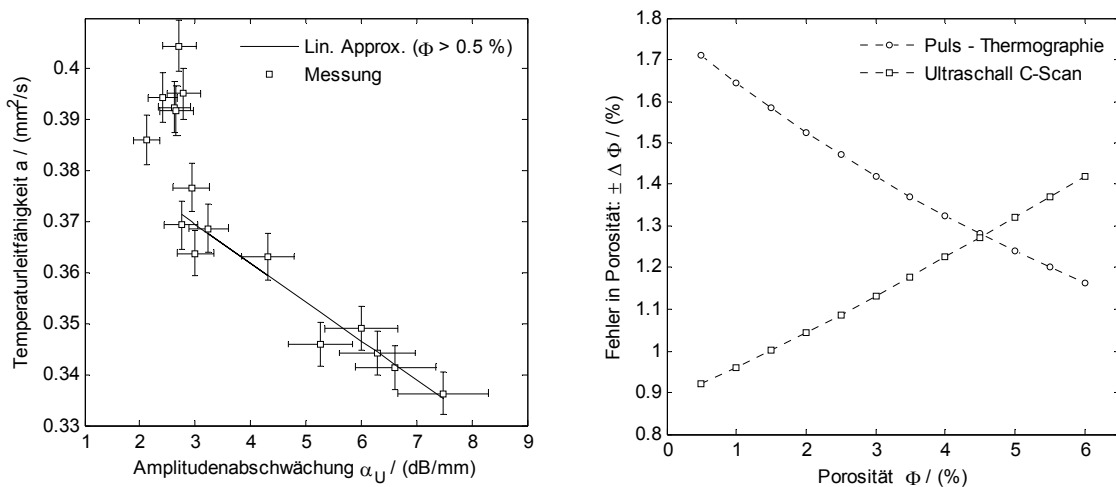 Temperaturleitfähigkeit a / (mm²/s)
0.4
0.39
0.38
0.37
0.36
0.35
0.34
0.33
1 2 3 4 5 6 7 8 9
Amplitudenabschwächung α_U / (dB/mm)
Lin. Approx. (Φ > 0.5 %)
Messung
Fehler in Porosität: ± Δ Φ / (%)
1.8
1.7
1.6
1.5
1.4
1.3
1.2
1.1
1
0.9
0.8
0 1 2 3 4 5 6
Porosität Φ / (%)
Puls - Thermographie
Ultraschall C-Scan